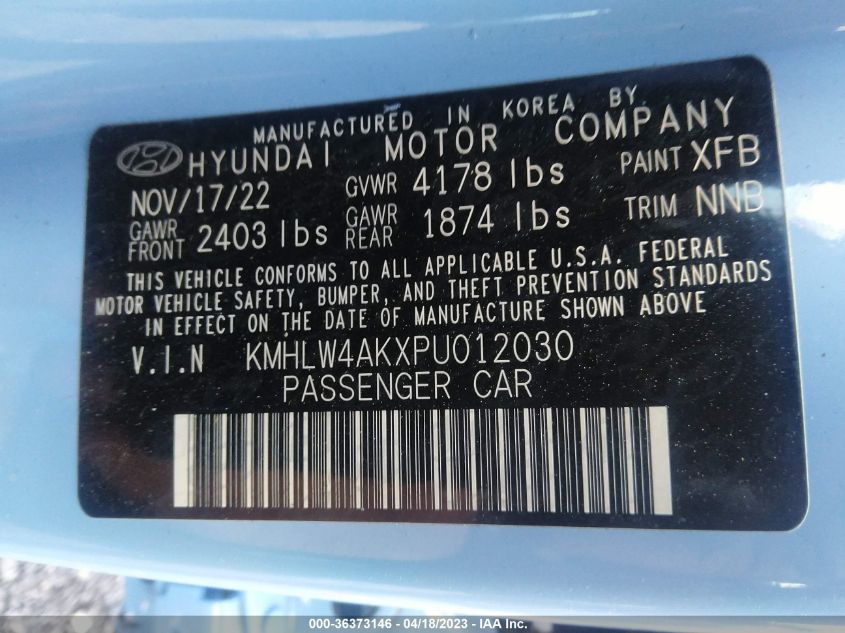 MANUFACTURED IN KOREA BY
HYUNDAI MOTOR COMPANY
NOV/17/22 GVWR 4178 lbs PAINT XFB
GAWR FRONT 2403 lbs GAWR REAR 1874 lbs TRIM NNB
THIS VEHICLE CONFORMS TO ALL APPLICABLE U.S.A. FEDERAL
MOTOR VEHICLE SAFETY, BUMPER, AND THEFT PREVENTION STANDARDS
IN EFFECT ON THE DATE OF MANUFACTURE SHOWN ABOVE
V.I.N KMHLW4AKXPU012030
PASSENGER CAR
000-36373146 - 04/18/2023 - IAA Inc.